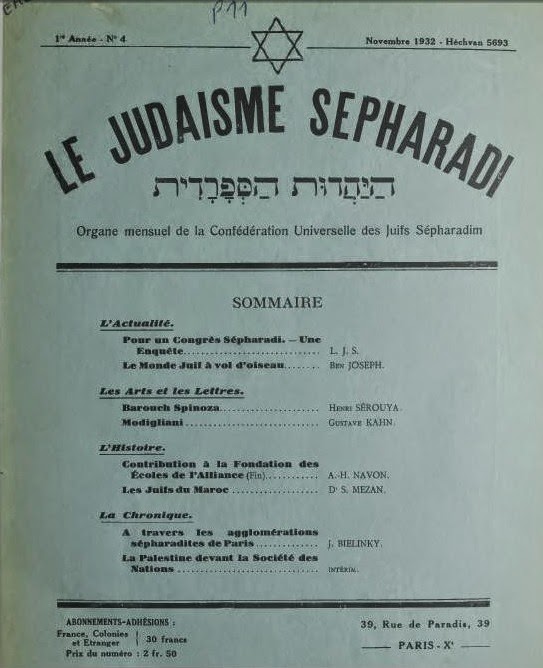 p 11
1re Année - No 4
Novembre 1932 - Héchvan 5693
LE JUDAISME SEPHARADI
הַיַּהֲדוּת הַסְּפָרָדִית
Organe mensuel de la Confédération Universelle des Juifs Sépharadim
SOMMAIRE
L'Actualité.
Pour un Congrès Sépharadi. — Une
Enquête.............................. L. J. S.
Le Monde Juif à vol d'oiseau....... BEN JOSEPH.
Les Arts et les Lettres.
Barouch Spinoza..................... HENRI SÉROUYA.
Modigliani............................ GUSTAVE KAHN.
L'Histoire.
Contribution à la Fondation des
Écoles de l'Alliance (Fin)........... A.-H. NAVON.
Les Juifs du Maroc .................. Dr S. MEZAN.
La Chronique.
A travers les agglomérations
sépharadites de Paris.............. J. BIELINKY.
La Palestine devant la Société des
Nations .............................. INTÉRIM.
ABONNEMENTS-ADHÉSIONS :
France, Colonies
et Etranger
30 francs
Prix du numéro : 2 fr. 50
39, Rue de Paradis, 39
— PARIS - Xe —